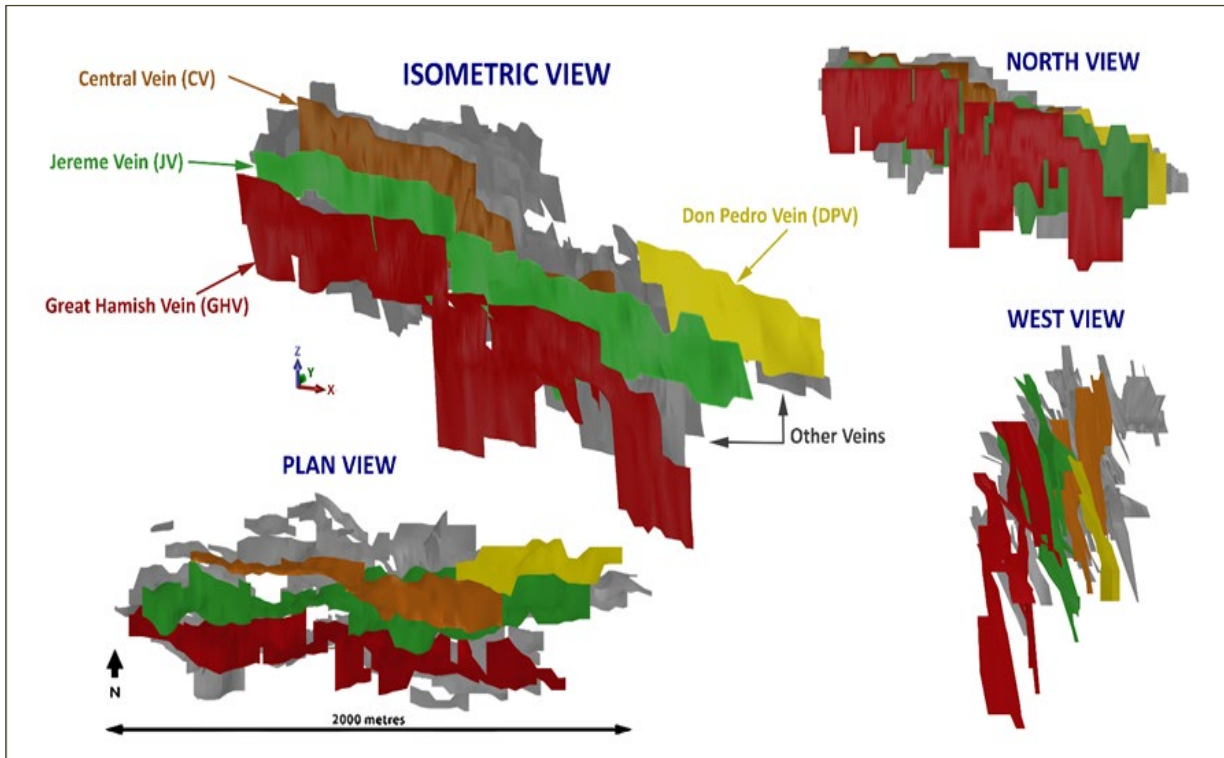 ISOMETRIC VIEW
Central Vein (CV)
Jereme Vein (JV)
Great Hamish Vein (GHV)
Don Pedro Vein (DPV)
Other Veins
Z
Y
X
NORTH VIEW
WEST VIEW
PLAN VIEW
N
2000 metres